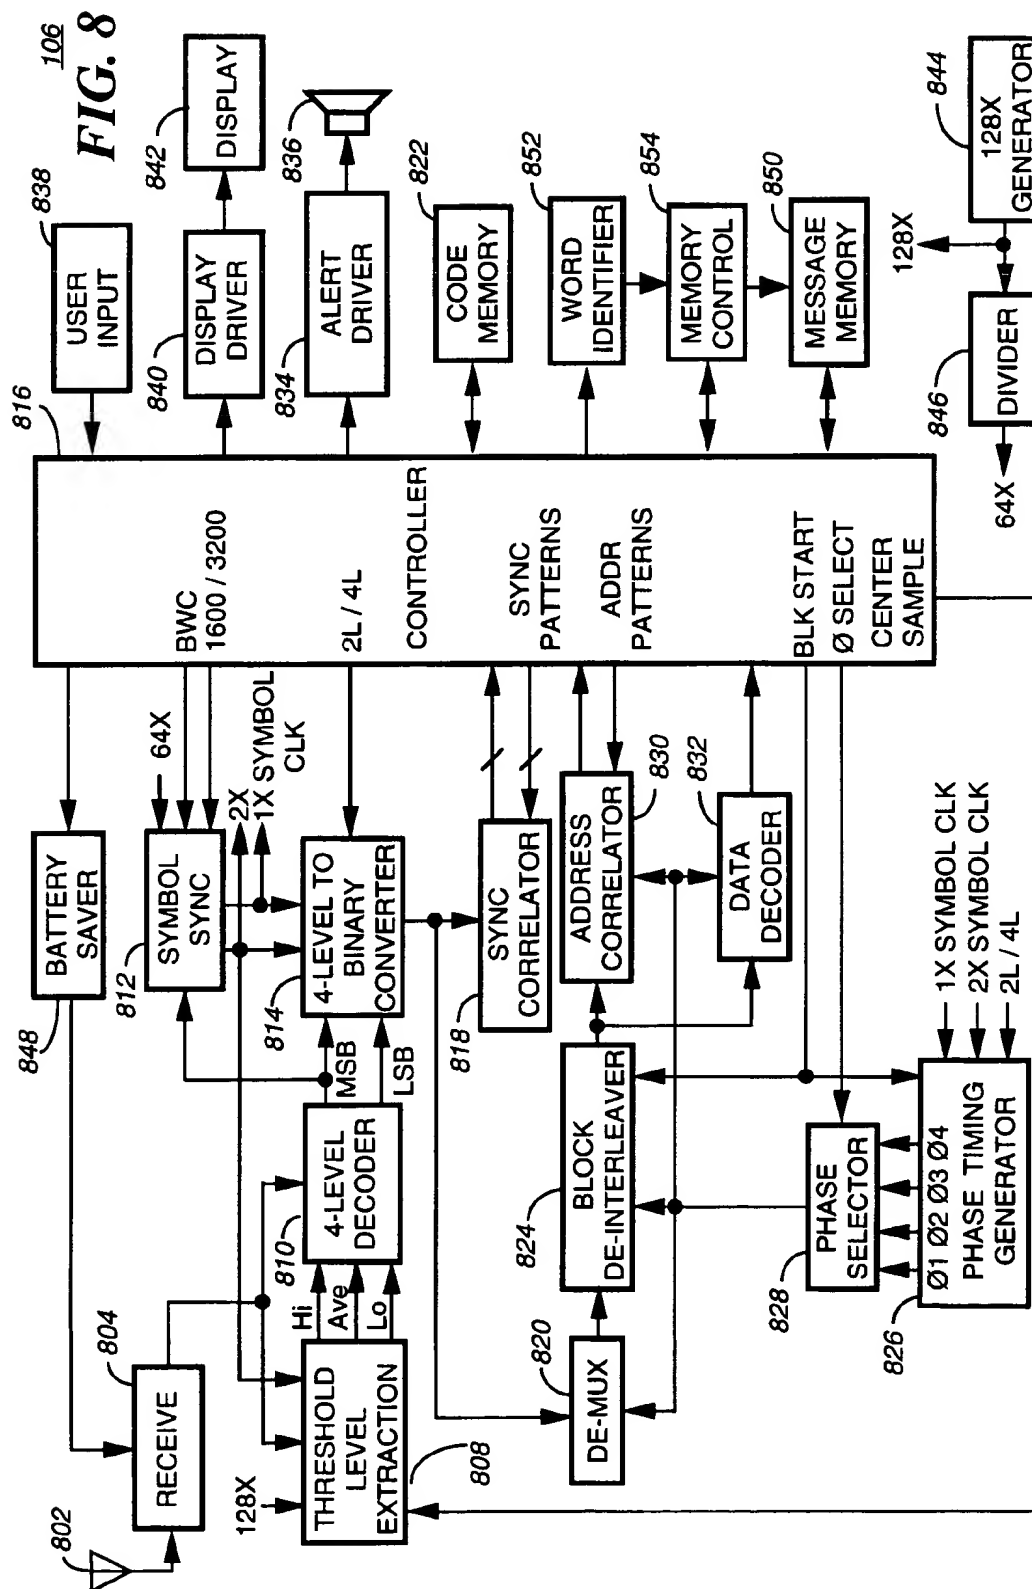 106
FIG. 8
802
804
RECEIVE
848
BATTERY
SAVER
816
838
USER
INPUT
842
DISPLAY
840
DISPLAY
DRIVER
836
834
ALERT
DRIVER
822
CODE
MEMORY
852
WORD
IDENTIFIER
854
MEMORY
CONTROL
850
MESSAGE
MEMORY
844
128X
GENERATOR
128X
846
DIVIDER
64X
BWC
1600 / 3200
2L / 4L
CONTROLLER
SYNC
PATTERNS
ADDR
PATTERNS
BLK START
Ø SELECT
CENTER
SAMPLE
812
SYMBOL
SYNC
64X
2X
1X SYMBOL
CLK
128X
THRESHOLD
LEVEL
EXTRACTION
808
Hi
Ave
Lo
810
4-LEVEL
DECODER
MSB
LSB
814
4-LEVEL TO
BINARY
CONVERTER
818
SYNC
CORRELATOR
820
DE-MUX
824
BLOCK
DE-INTERLEAVER
830
ADDRESS
CORRELATOR
832
DATA
DECODER
828
PHASE
SELECTOR
826
Ø1 Ø2 Ø3 Ø4
PHASE TIMING
GENERATOR
1X SYMBOL CLK
2X SYMBOL CLK
2L / 4L